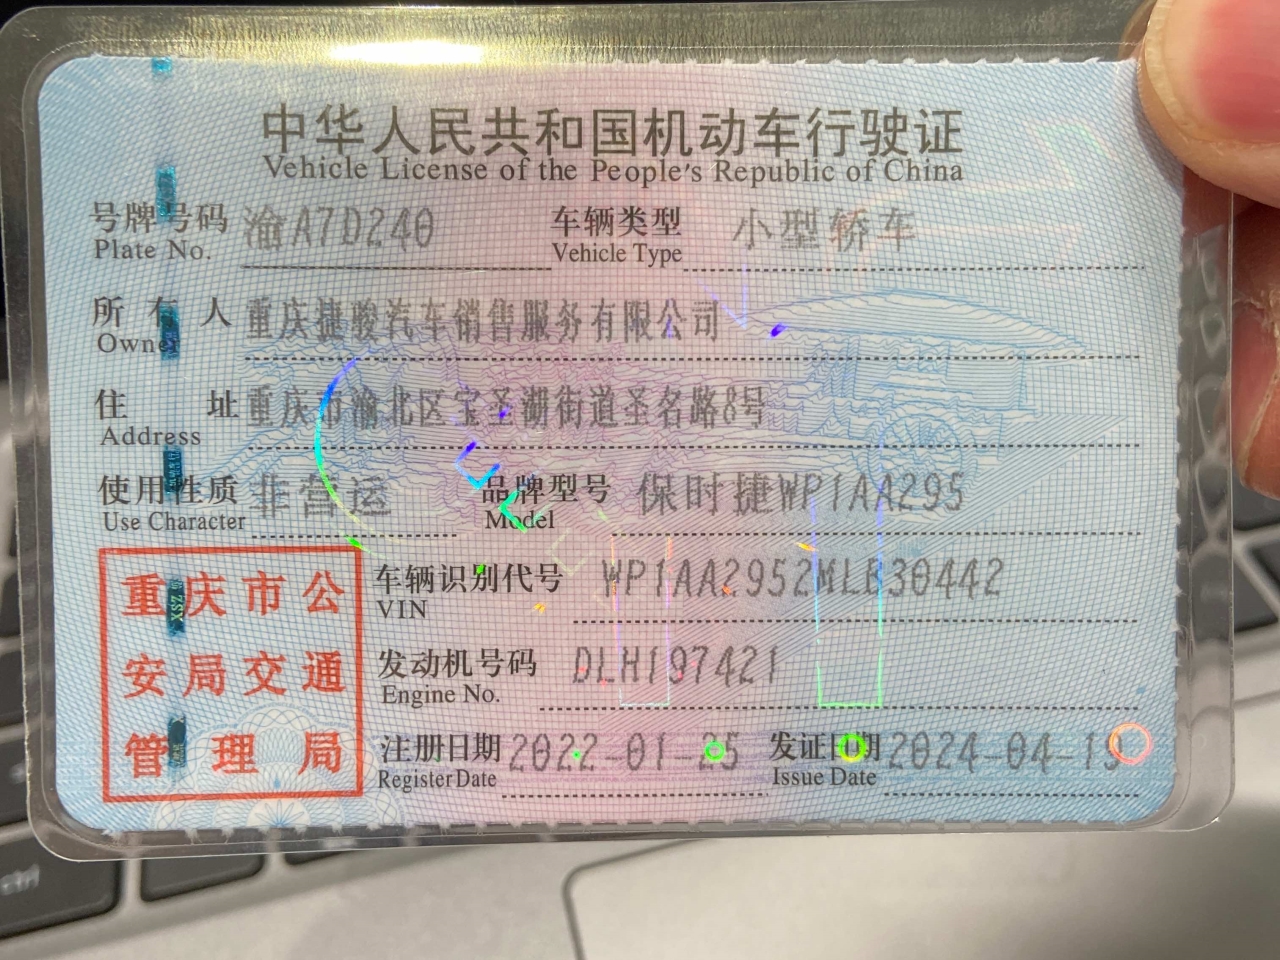 中华人民共和国机动车行驶证
Vehicle License of the People's Republic of China
号牌号码 渝A7D240 车辆类型 小型轿车
Plate No. Vehicle Type
所有人 重庆捷骏汽车销售服务有限公司
Owner
住址 重庆市渝北区宝圣湖街道圣名路8号
Address
使用性质 非营运 品牌型号 保时捷WP1AA295
Use Character Model
车辆识别代号 WP1AA2952MLB30442
VIN
发动机号码 DLH197421
Engine No.
注册日期 2022-01-25 发证日期 2024-04-19
Register Date Issue Date
重庆市公
安局交通
管理局
XSZ
ctrl